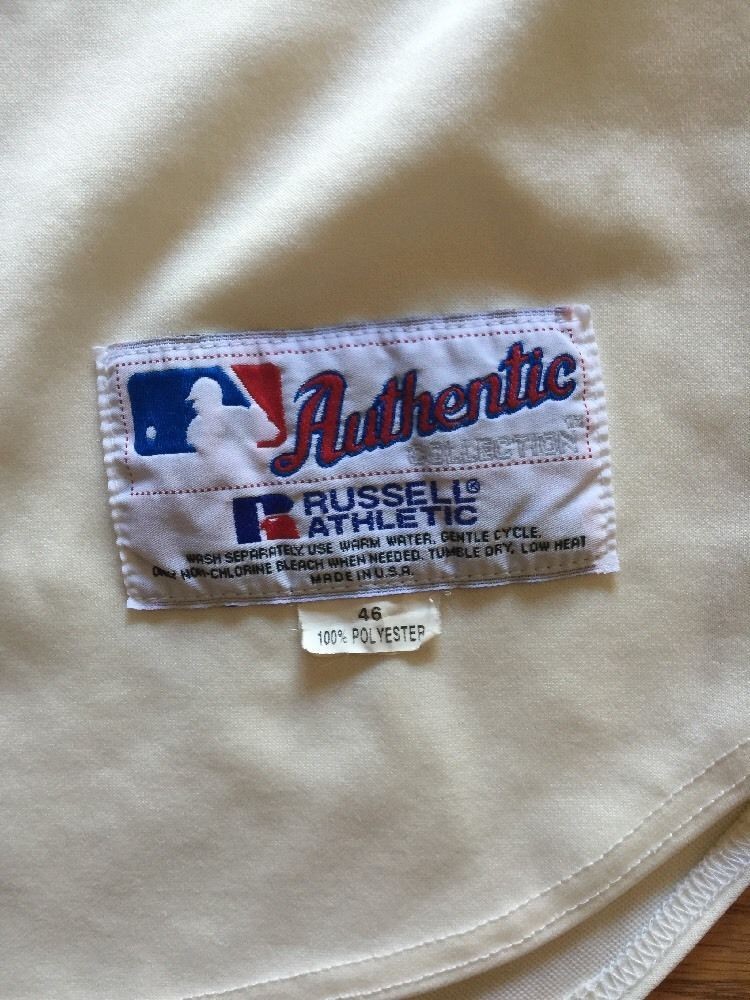 Authentic
COLLECTION™
RUSSELL®
ATHLETIC
WASH SEPARATELY. USE WARM WATER, GENTLE CYCLE.
ONLY NON-CHLORINE BLEACH WHEN NEEDED. TUMBLE DRY, LOW HEAT
MADE IN U.S.A.
46
100% POLYESTER